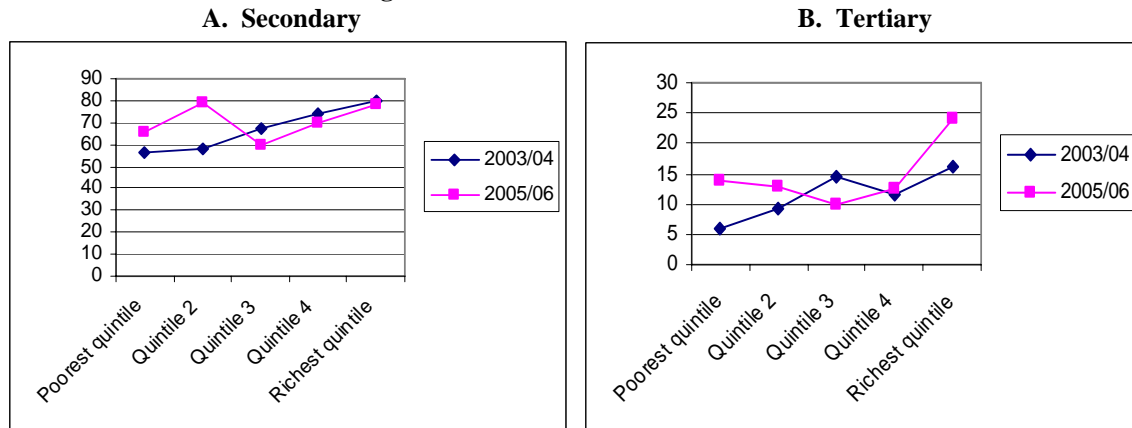 A. Secondary
90
80
70
60
50
40
30
20
10
0
Poorest quintile
Quintile 2
Quintile 3
Quintile 4
Richest quintile
2003/04
2005/06
B. Tertiary
30
25
20
15
10
5
0
Poorest quintile
Quintile 2
Quintile 3
Quintile 4
Richest quintile
2003/04
2005/06